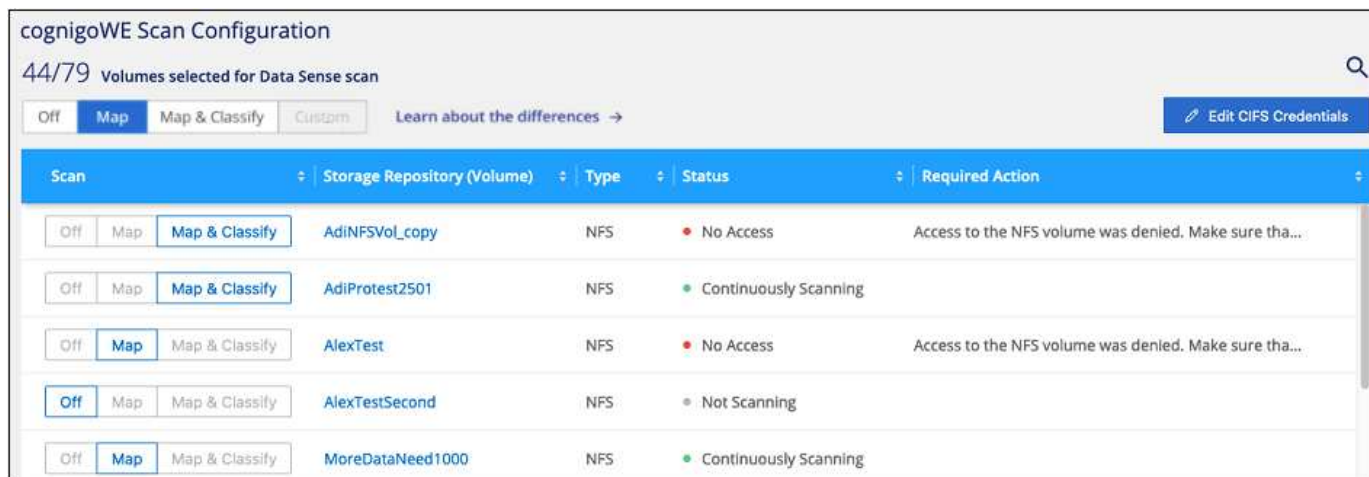 cognigoWE Scan Configuration
44/79 Volumes selected for Data Sense scan
Off Map Map & Classify Custom Learn about the differences → Edit CIFS Credentials
Scan Storage Repository (Volume) Type Status Required Action
Off Map Map & Classify AdiNFSVol_copy NFS No Access Access to the NFS volume was denied. Make sure tha...
Off Map Map & Classify AdiProtest2501 NFS Continuously Scanning
Off Map Map & Classify AlexTest NFS No Access Access to the NFS volume was denied. Make sure tha...
Off Map Map & Classify AlexTestSecond NFS Not Scanning
Off Map Map & Classify MoreDataNeed1000 NFS Continuously Scanning